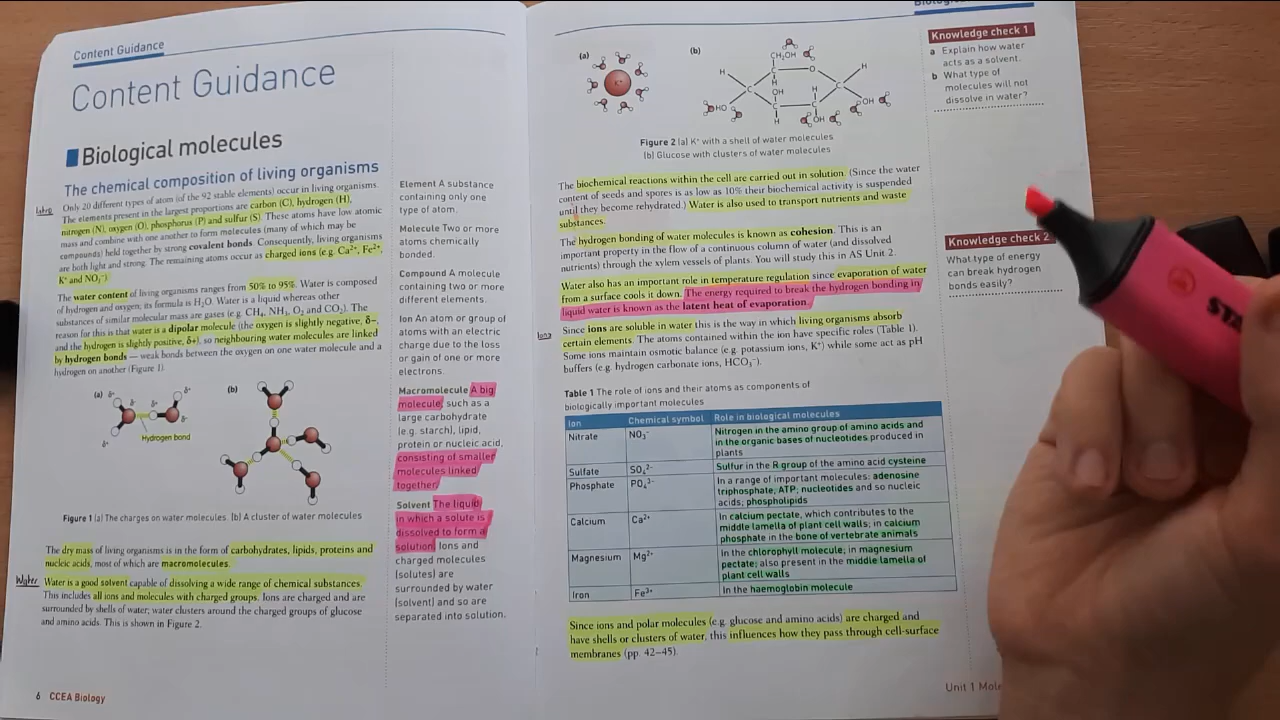 Content Guidance
Content Guidance
Biological molecules
The chemical composition of living organisms
Intro
Only 20 different types of atom (of the 92 stable elements) occur in living organisms.
The elements present in the largest proportions are carbon (C), hydrogen (H),
nitrogen (N), oxygen (O), phosphorus (P) and sulfur (S). These atoms have low atomic
mass and combine with one another to form molecules (many of which may be
compounds) held together by strong covalent bonds. Consequently, living organisms
are both light and strong. The remaining atoms occur as charged ions (e.g. Ca²⁺, Fe²⁺,
K⁺ and NO₃⁻)
The water content of living organisms ranges from 50% to 95%. Water is composed
of hydrogen and oxygen; its formula is H₂O. Water is a liquid whereas other
substances of similar molecular mass are gases (e.g. CH₄, NH₃, O₂ and CO₂). The
reason for this is that water is a dipolar molecule (the oxygen is slightly negative, δ−,
and the hydrogen is slightly positive, δ+), so neighbouring water molecules are linked
by hydrogen bonds — weak bonds between the oxygen on one water molecule and a
hydrogen on another (Figure 1)
(a)
(b)
Hydrogen bond
Figure 1 (a) The charges on water molecules. (b) A cluster of water molecules
The dry mass of living organisms is in the form of carbohydrates, lipids, proteins and
nucleic acids, most of which are macromolecules.
Water
Water is a good solvent capable of dissolving a wide range of chemical substances.
This includes all ions and molecules with charged groups. Ions are charged and are
surrounded by shells of water; water clusters around the charged groups of glucose
and amino acids. This is shown in Figure 2.
6 CCEA Biology
Element A substance
containing only one
type of atom.
Molecule Two or more
atoms chemically
bonded.
Compound A molecule
containing two or more
different elements.
Ion An atom or group of
atoms with an electric
charge due to the loss
or gain of one or more
electrons.
Macromolecule A big
molecule, such as a
large carbohydrate
(e.g. starch), lipid,
protein or nucleic acid,
consisting of smaller
molecules linked
together.
Solvent The liquid
in which a solute is
dissolved to form a
solution. Ions and
charged molecules
(solutes) are
surrounded by water
(solvent) and so are
separated into solution.
(a)
K⁺
(b)
CH₂OH
H
O
H
C
H
OH
H
C
C
HO
OH
C
C
H
OH
Figure 2 (a) K⁺ with a shell of water molecules
(b) Glucose with clusters of water molecules
The biochemical reactions within the cell are carried out in solution. (Since the water
content of seeds and spores is as low as 10% their biochemical activity is suspended
until they become rehydrated.) Water is also used to transport nutrients and waste
substances.
The hydrogen bonding of water molecules is known as cohesion. This is an
important property in the flow of a continuous column of water (and dissolved
nutrients) through the xylem vessels of plants. You will study this in AS Unit 2.
Water also has an important role in temperature regulation since evaporation of water
from a surface cools it down. The energy required to break the hydrogen bonding in
liquid water is known as the latent heat of evaporation.
Ions
Since ions are soluble in water this is the way in which living organisms absorb
certain elements. The atoms contained within the ion have specific roles (Table 1).
Some ions maintain osmotic balance (e.g. potassium ions, K⁺) while some act as pH
buffers (e.g. hydrogen carbonate ions, HCO₃⁻).
Table 1 The role of ions and their atoms as components of
biologically important molecules
Ion Chemical symbol Role in biological molecules
Nitrate NO₃⁻ Nitrogen in the amino group of amino acids and
in the organic bases of nucleotides produced in
plants
Sulfate SO₄²⁻ Sulfur in the R group of the amino acid cysteine
Phosphate PO₄³⁻ In a range of important molecules: adenosine
triphosphate, ATP; nucleotides and so nucleic
acids; phospholipids
Calcium Ca²⁺ In calcium pectate, which contributes to the
middle lamella of plant cell walls; in calcium
phosphate in the bone of vertebrate animals
Magnesium Mg²⁺ In the chlorophyll molecule; in magnesium
pectate; also present in the middle lamella of
plant cell walls
Iron Fe²⁺ In the haemoglobin molecule
Since ions and polar molecules (e.g. glucose and amino acids) are charged and
have shells or clusters of water, this influences how they pass through cell-surface
membranes (pp. 42–45).
Unit 1
Knowledge check 1
a Explain how water
acts as a solvent.
b What type of
molecules will not
dissolve in water?
Knowledge check 2
What type of energy
can break hydrogen
bonds easily?